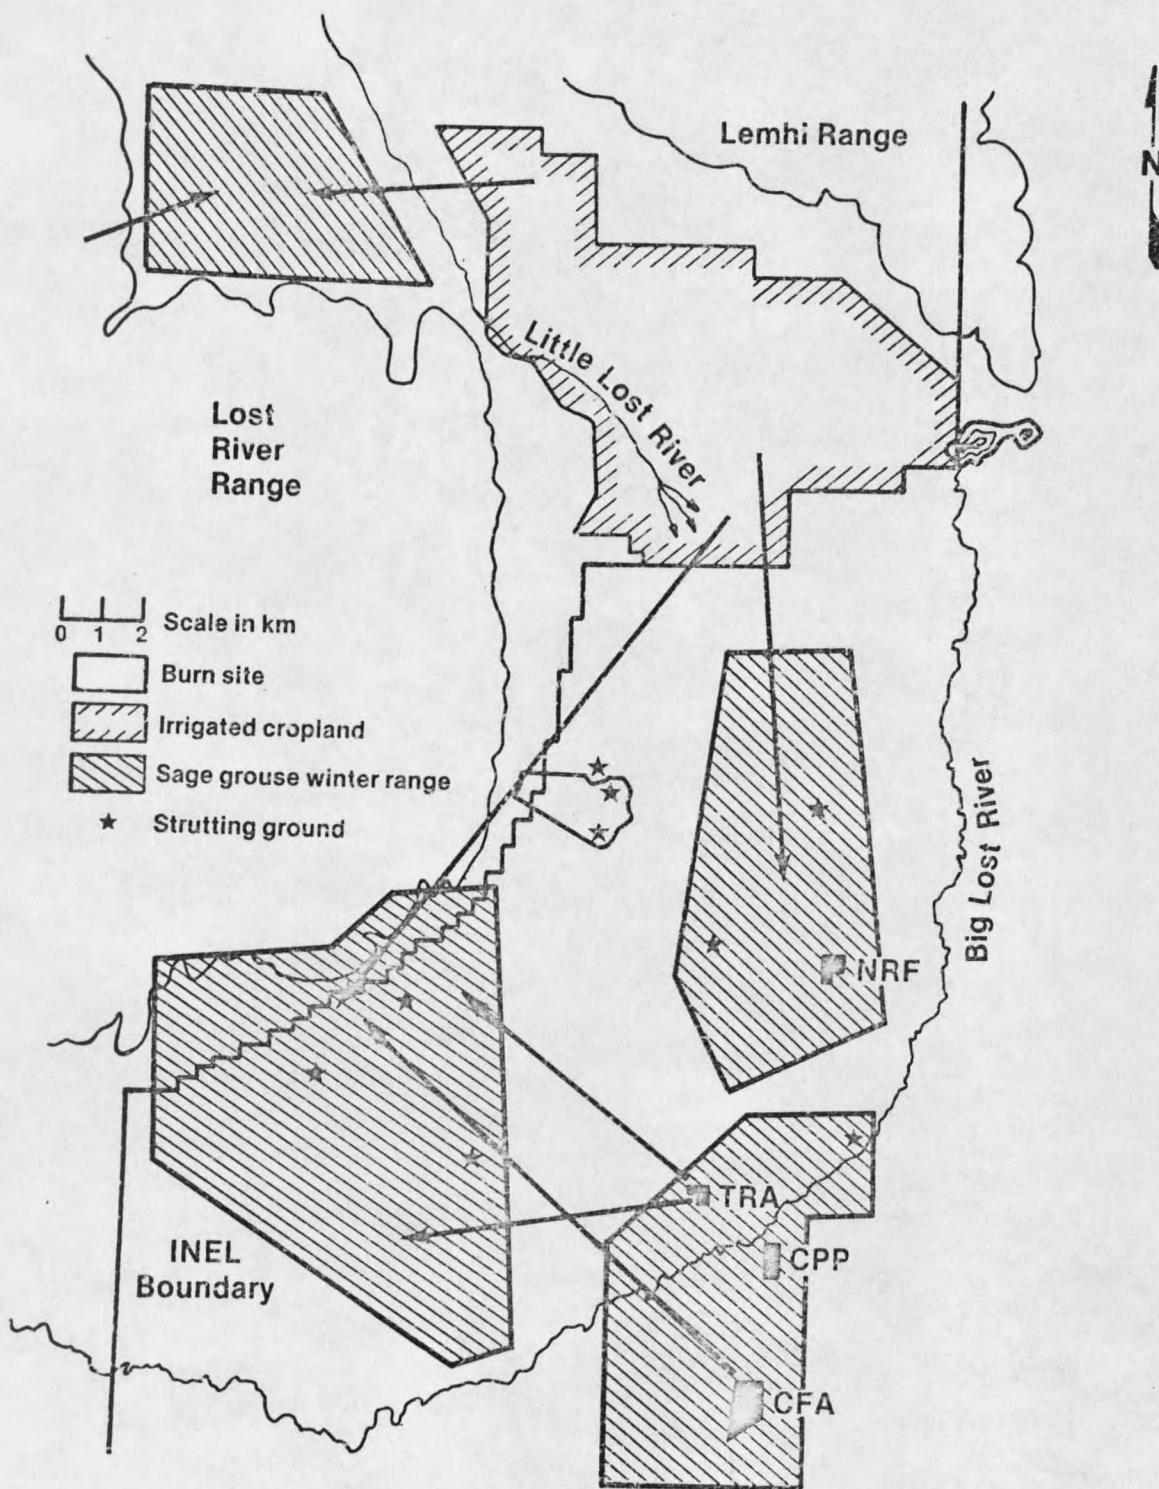 Lemhi Range
N
Little Lost River
Lost
River
Range
0 1 2 Scale in km
Burn site
Irrigated cropland
Sage grouse winter range
Strutting ground
Big Lost River
NRF
TRA
CPP
INEL
Boundary
CFA